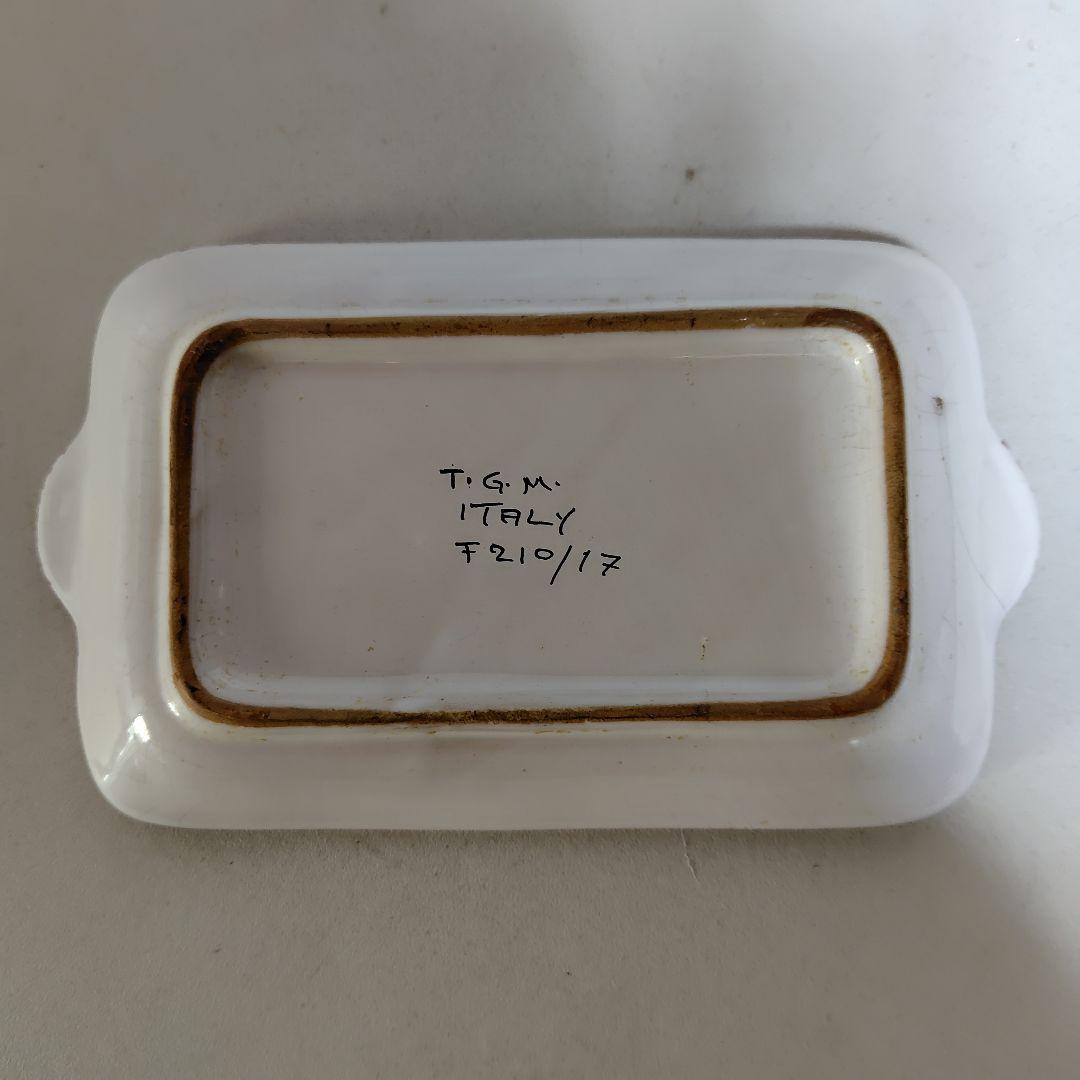 T. G. M.
ITALY
F210/17